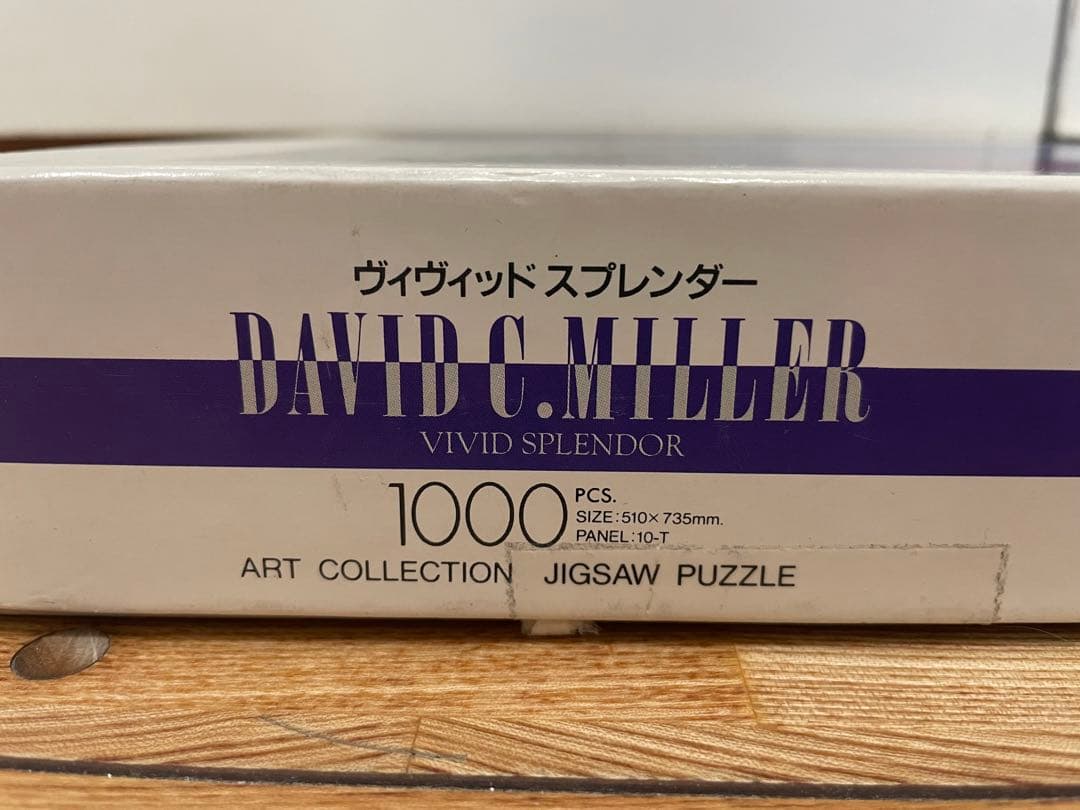 ヴィヴィッド スプレンダー
DAVID C.MILLER
VIVID SPLENDOR
1000 PCS.
SIZE:510×735mm.
PANEL:10-T
ART COLLECTION JIGSAW PUZZLE